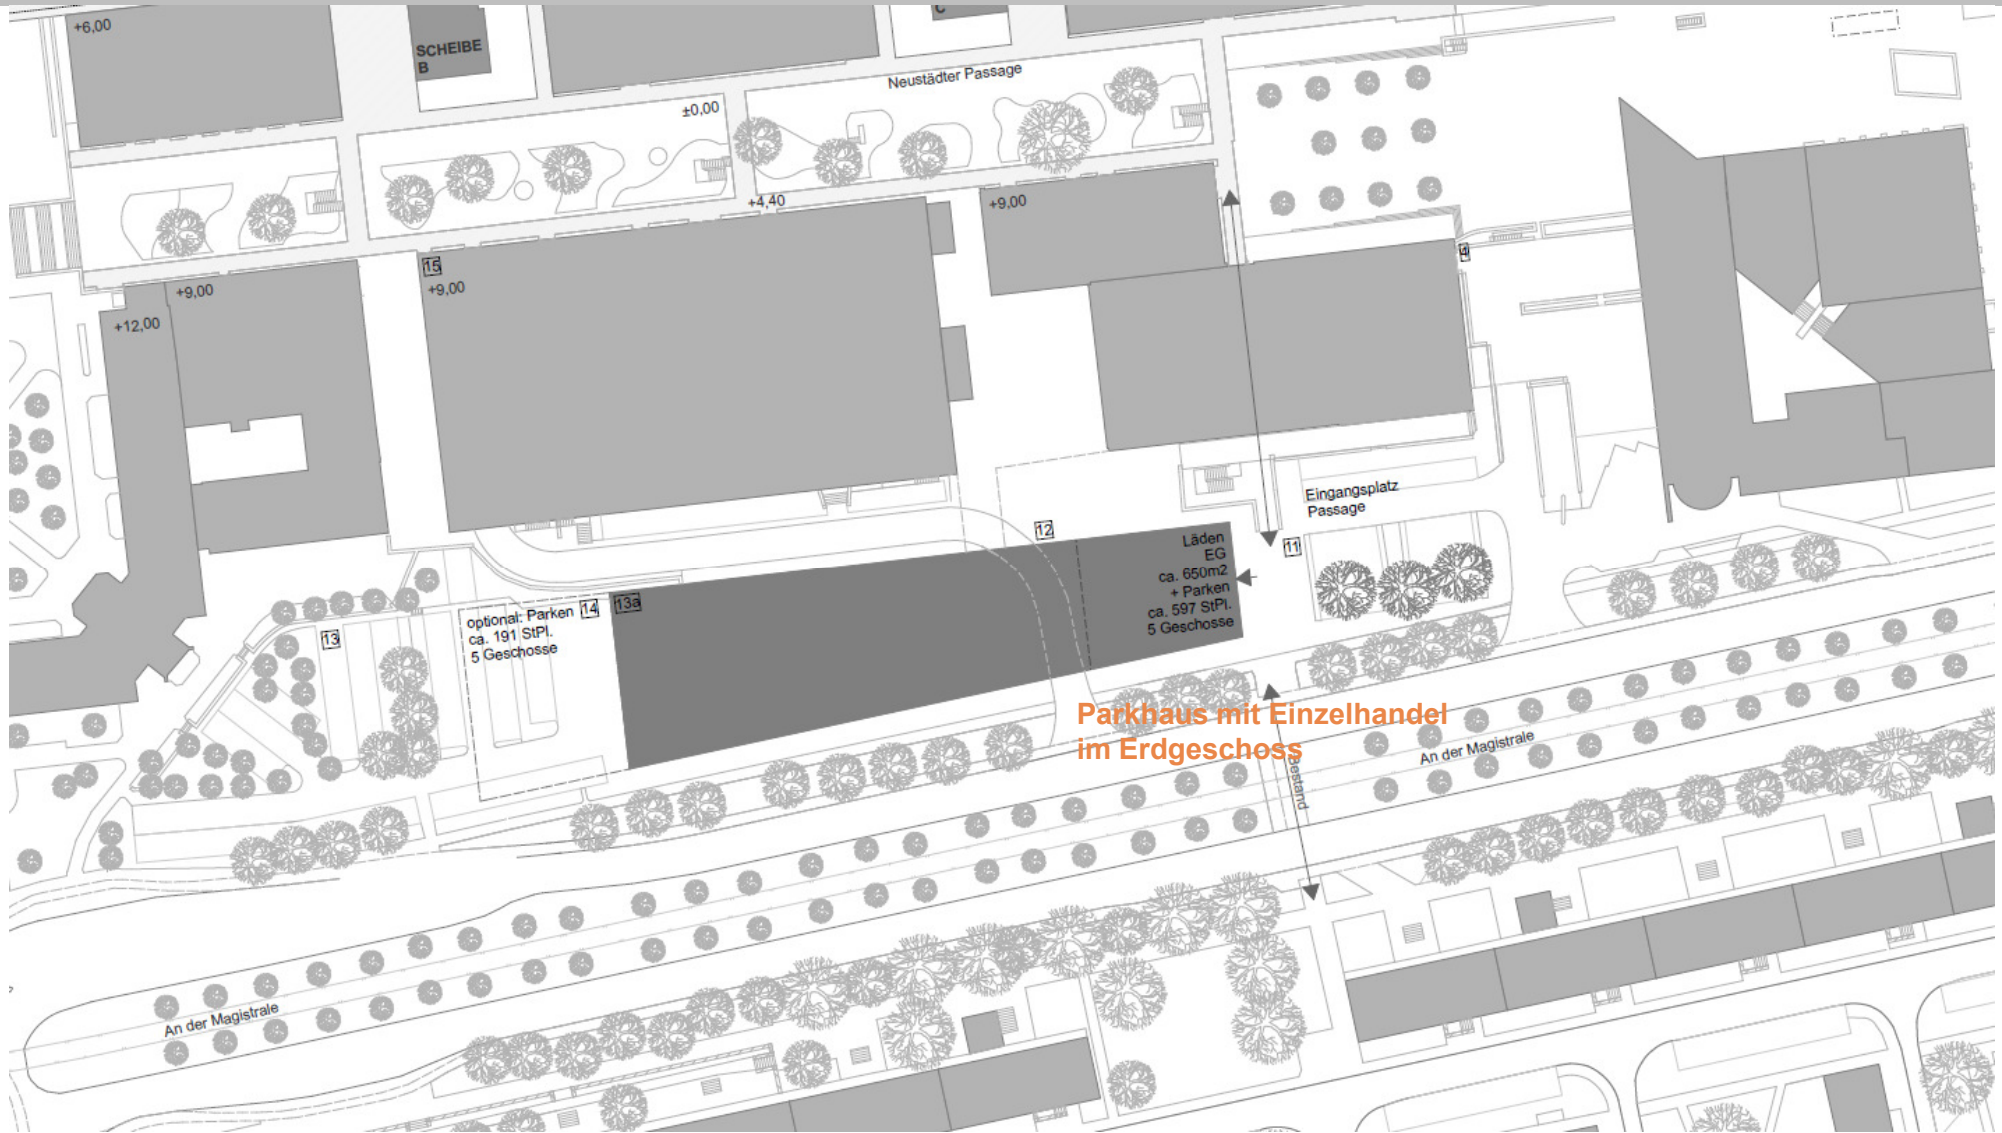 +6,00
SCHEIBE
B
C
Neustädter Passage
±0,00
+4,40
+9,00
15
+9,00
+9,00
+12,00
4
Eingangsplatz
Passage
11
12
Läden
EG
ca. 650m2
+ Parken
ca. 597 StPl.
5 Geschosse
optional: Parken
ca. 191 StPl.
5 Geschosse
14
13a
13
Parkhaus mit Einzelhandel
im Erdgeschoss
Bestand
An der Magistrale
An der Magistrale